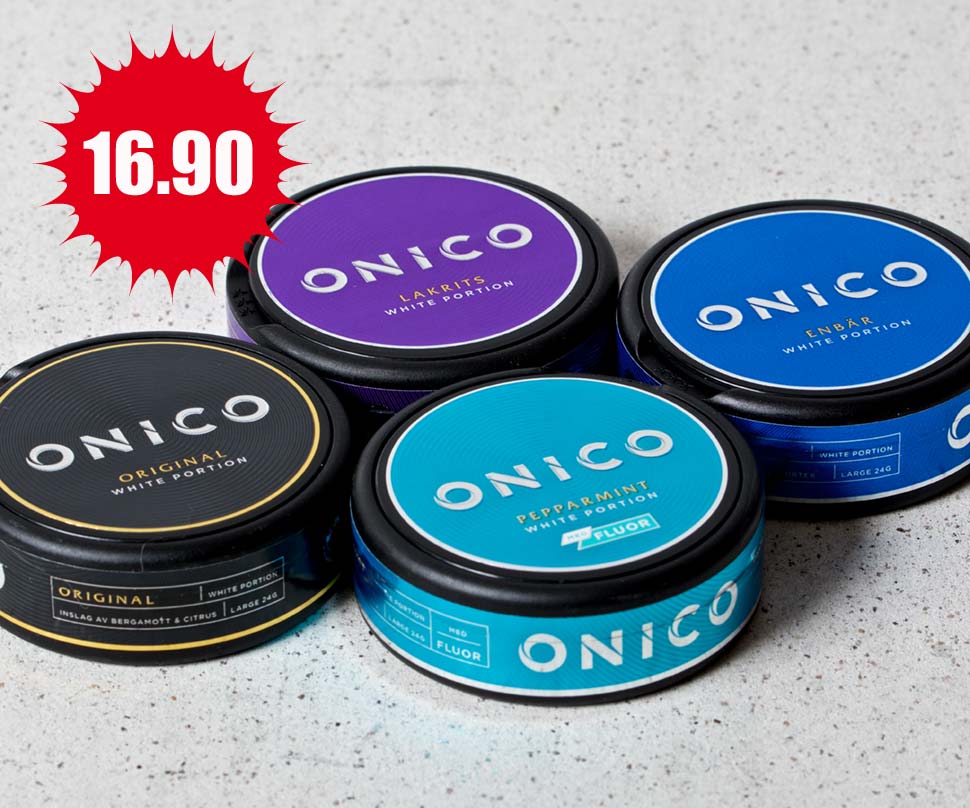 16.90
ONICO
LAKRITS
WHITE PORTION
ONICO
ENBÄR
WHITE PORTION
WHITE PORTION
LARGE 24G
ONICO
ORIGINAL
WHITE PORTION
ORIGINAL
WHITE PORTION
INSLAG AV BERGAMOTT & CITRUS
LARGE 24G
ONICO
PEPPARMINT
WHITE PORTION
MED FLUOR
PORTION
MED
LARGE 24G
FLUOR
ONICO